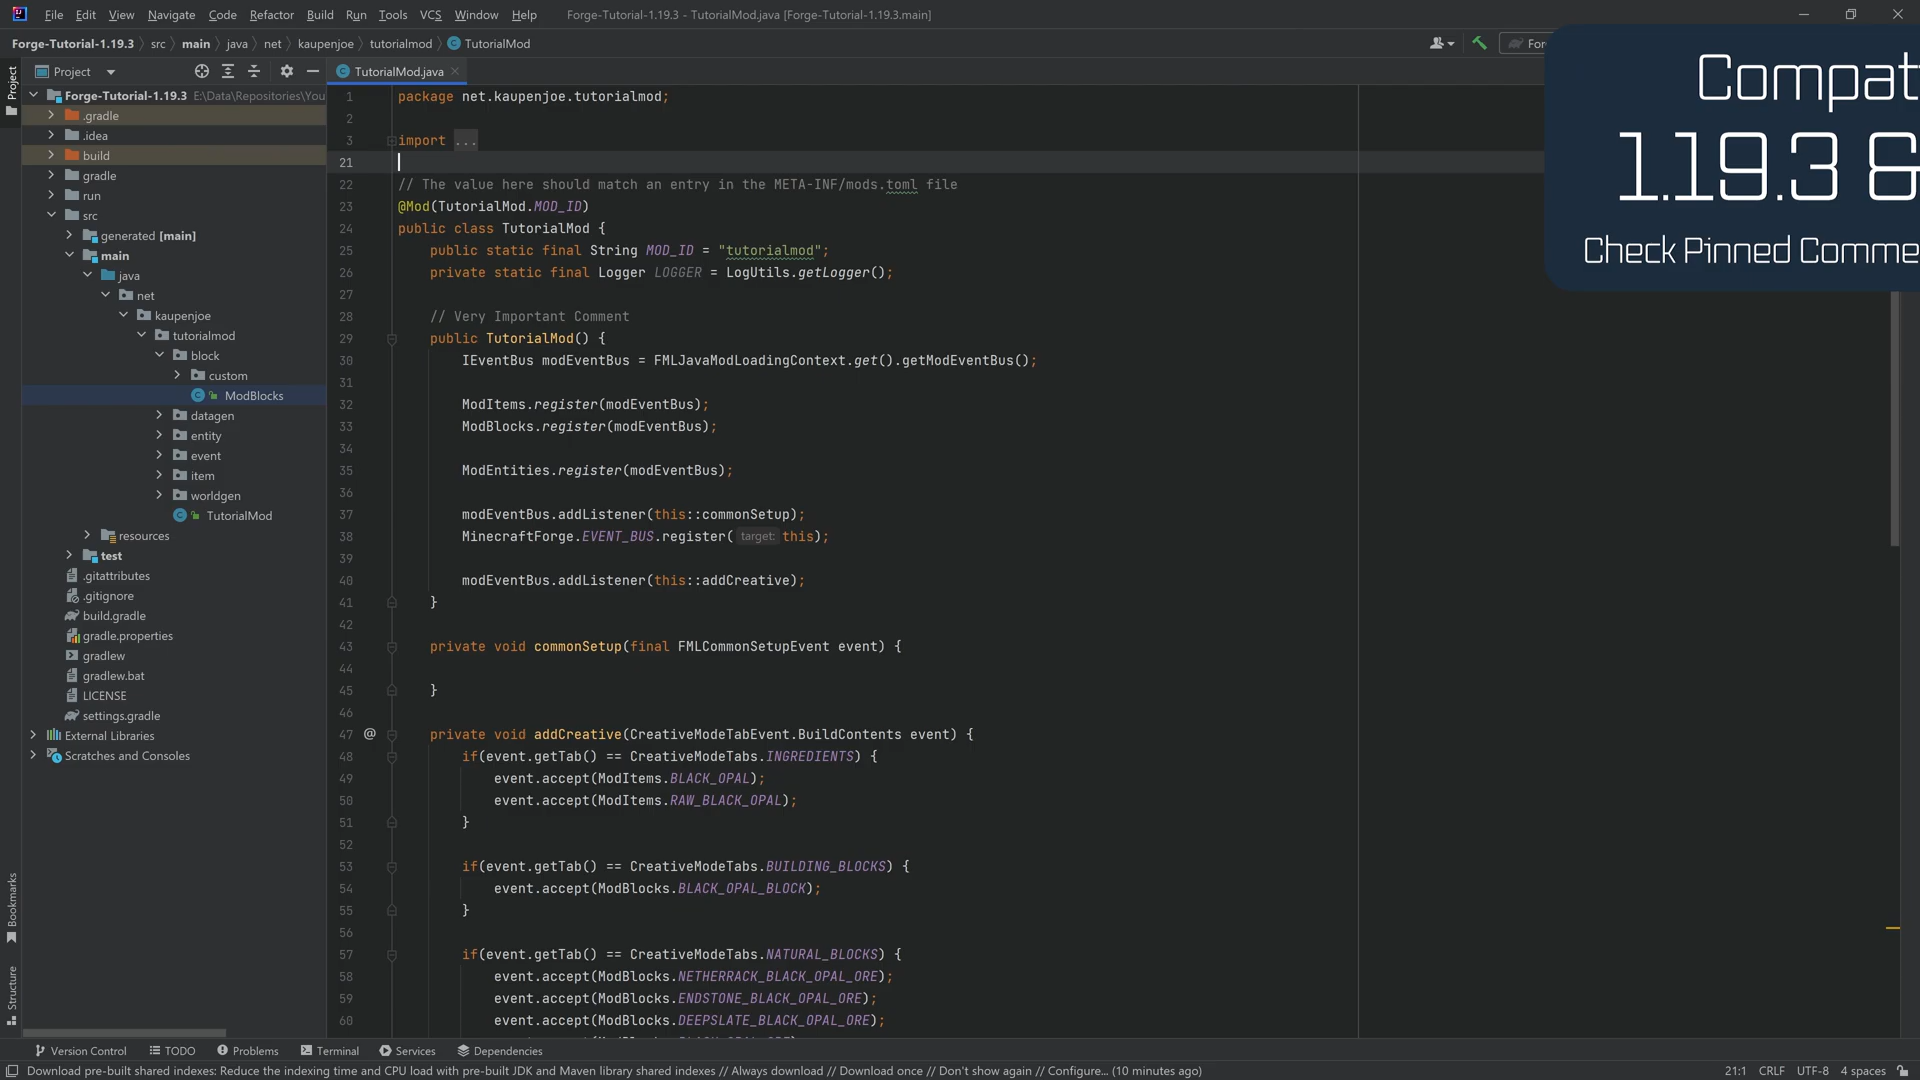 File Edit View Navigate Code Refactor Build Run Tools VCS Window Help Forge-Tutorial-1.19.3 - TutorialMod.java [Forge-Tutorial-1.19.3.main]
Forge-Tutorial-1.19.3 src main java net kaupenjoe tutorialmod TutorialMod
For
Compat
1.19.3 &
Check Pinned Comme
Project
Project
TutorialMod.java
Forge-Tutorial-1.19.3 E:\Data\Repositories\You
.gradle
.idea
build
gradle
run
src
generated [main]
main
java
net
kaupenjoe
tutorialmod
block
custom
ModBlocks
datagen
entity
event
item
worldgen
TutorialMod
resources
test
.gitattributes
.gitignore
build.gradle
gradle.properties
gradlew
gradlew.bat
LICENSE
settings.gradle
External Libraries
Scratches and Consoles
Bookmarks
Structure
1 package net.kaupenjoe.tutorialmod;
2
3 import ...
21
22 // The value here should match an entry in the META-INF/mods.toml file
23 @Mod(TutorialMod.MOD_ID)
24 public class TutorialMod {
25 public static final String MOD_ID = "tutorialmod";
26 private static final Logger LOGGER = LogUtils.getLogger();
27
28 // Very Important Comment
29 public TutorialMod() {
30 IEventBus modEventBus = FMLJavaModLoadingContext.get().getModEventBus();
31
32 ModItems.register(modEventBus);
33 ModBlocks.register(modEventBus);
34
35 ModEntities.register(modEventBus);
36
37 modEventBus.addListener(this::commonSetup);
38 MinecraftForge.EVENT_BUS.register( target: this);
39
40 modEventBus.addListener(this::addCreative);
41 }
42
43 private void commonSetup(final FMLCommonSetupEvent event) {
44
45 }
46
47 @ private void addCreative(CreativeModeTabEvent.BuildContents event) {
48 if(event.getTab() == CreativeModeTabs.INGREDIENTS) {
49 event.accept(ModItems.BLACK_OPAL);
50 event.accept(ModItems.RAW_BLACK_OPAL);
51 }
52
53 if(event.getTab() == CreativeModeTabs.BUILDING_BLOCKS) {
54 event.accept(ModBlocks.BLACK_OPAL_BLOCK);
55 }
56
57 if(event.getTab() == CreativeModeTabs.NATURAL_BLOCKS) {
58 event.accept(ModBlocks.NETHERRACK_BLACK_OPAL_ORE);
59 event.accept(ModBlocks.ENDSTONE_BLACK_OPAL_ORE);
60 event.accept(ModBlocks.DEEPSLATE_BLACK_OPAL_ORE);
Version Control TODO Problems Terminal Services Dependencies
Download pre-built shared indexes: Reduce the indexing time and CPU load with pre-built JDK and Maven library shared indexes // Always download // Download once // Don't show again // Configure... (10 minutes ago) 21:1 CRLF UTF-8 4 spaces